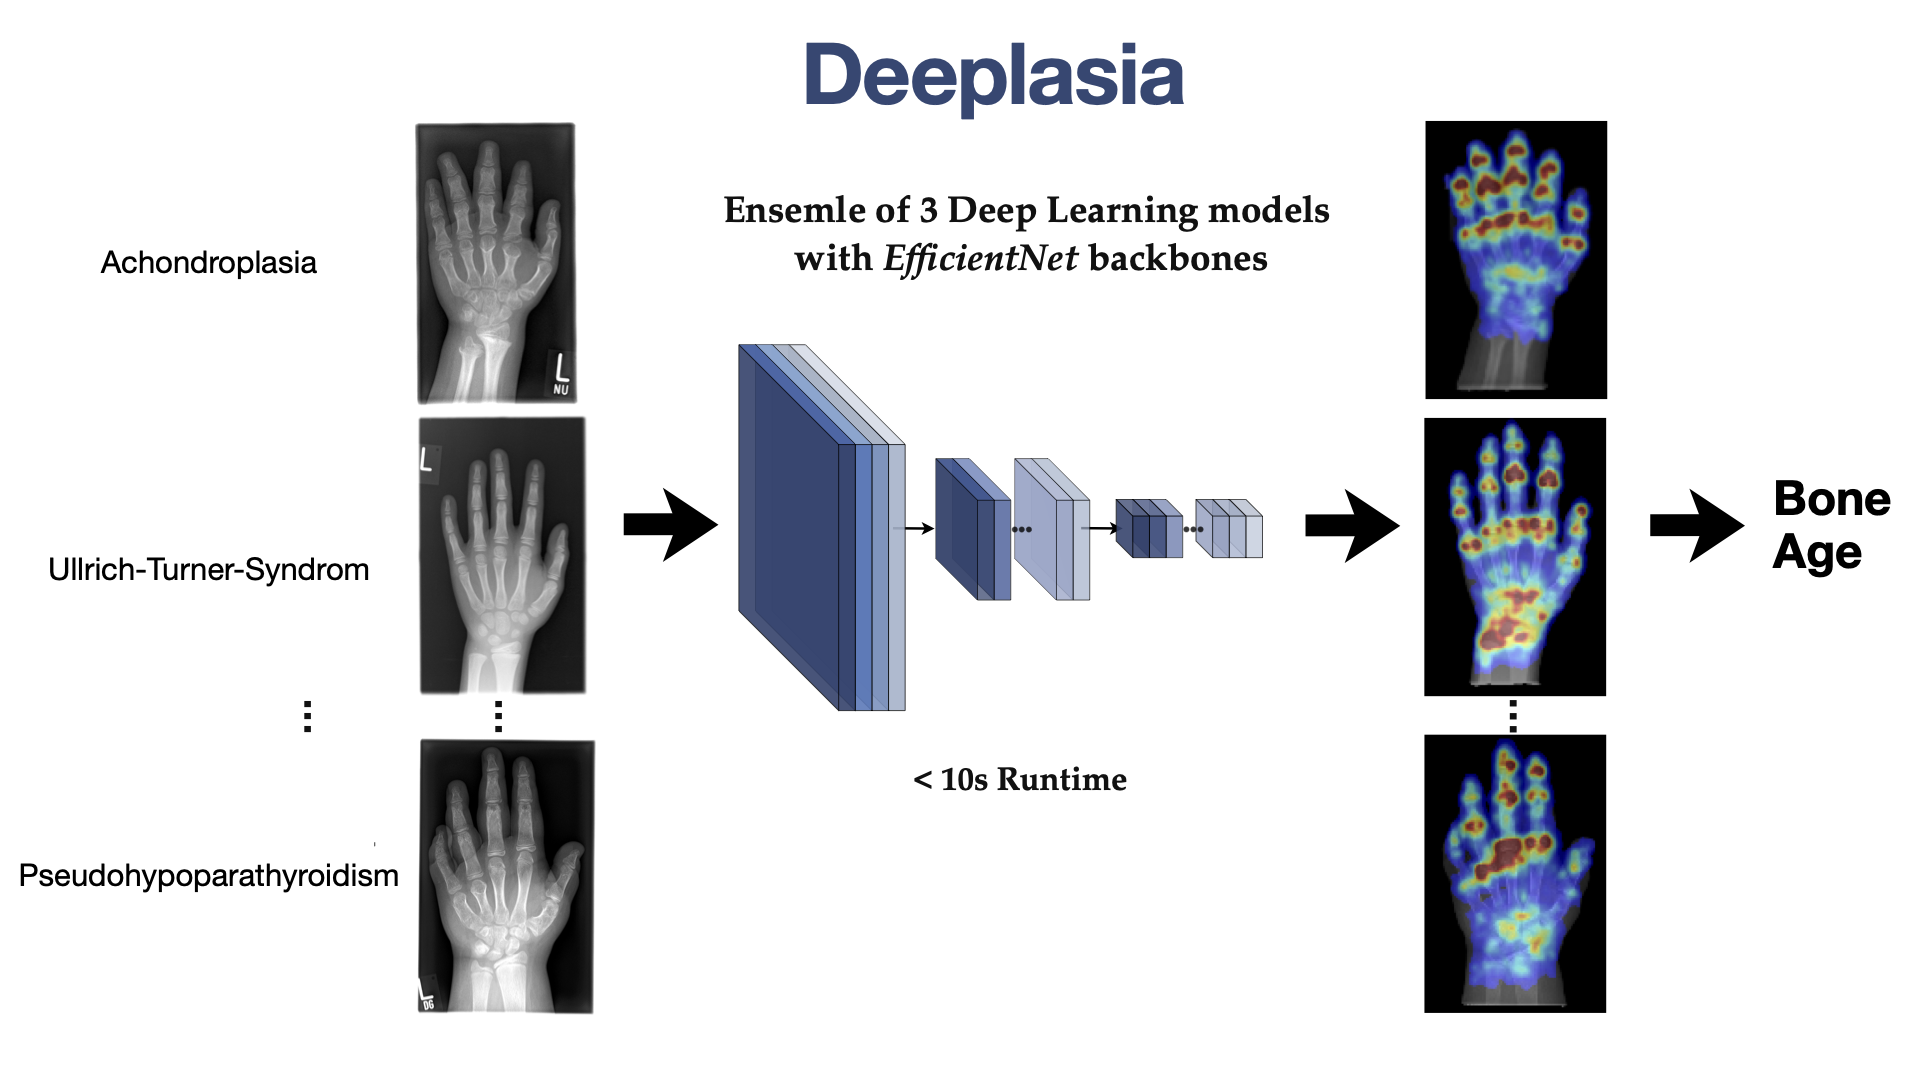 Deeplasia
Ensemle of 3 Deep Learning models
with EfficientNet backbones
Achondroplasia
L
NU
Ullrich-Turner-Syndrom
L
Bone
Age
< 10s Runtime
Pseudohypoparathyroidism
L
DG